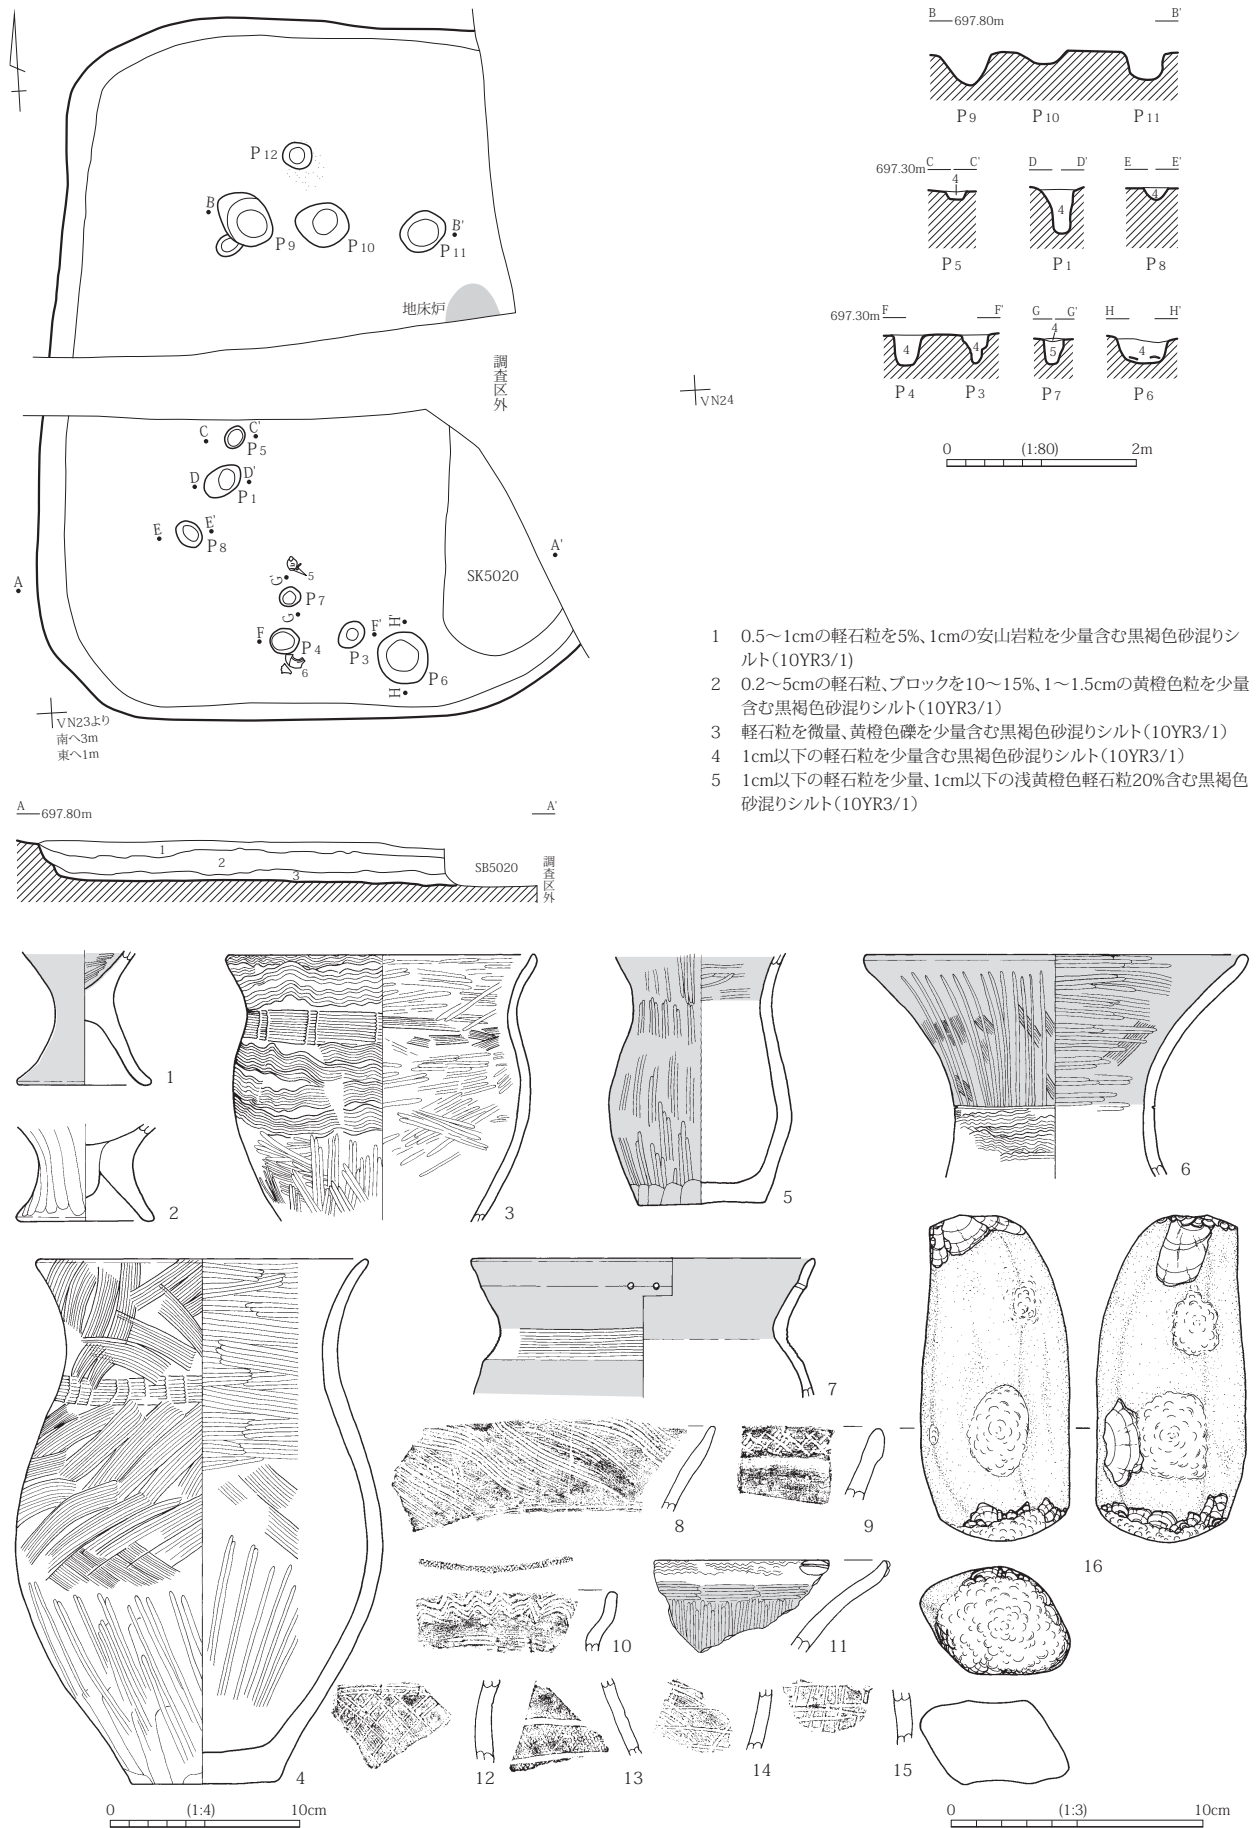 B
697.80m
B'
P9
P10
P11
697.30m
C
C'
D
D'
E
E'
4
4
4
P5
P1
P8
697.30m
F
F'
G
G'
H
H'
4
4
4
5
4
P4
P3
P7
P6
VN24
0
(1:80)
2m
P12
B
P9
P10
B'
P11
地床炉
調査区外
C
C'
P5
D
D'
P1
E
E'
P8
A
A'
SK5020
5
G'
P7
G
F
P4
6
F'
P3
H'
P6
H
VN23より
南へ3m
東へ1m
A
697.80m
A'
1
2
3
SB5020
調査区外
1 0.5〜1cmの軽石粒を5%、1cmの安山岩粒を少量含む黒褐色砂混りシ
ルト(10YR3/1)
2 0.2〜5cmの軽石粒、ブロックを10〜15%、1〜1.5cmの黄橙色粒を少量
含む黒褐色砂混りシルト(10YR3/1)
3 軽石粒を微量、黄橙色礫を少量含む黒褐色砂混りシルト(10YR3/1)
4 1cm以下の軽石粒を少量含む黒褐色砂混りシルト(10YR3/1)
5 1cm以下の軽石粒を少量、1cm以下の浅黄橙色軽石粒20%含む黒褐色
砂混りシルト(10YR3/1)
1
2
3
5
6
4
7
8
9
16
10
11
12
13
14
15
0
(1:4)
10cm
0
(1:3)
10cm